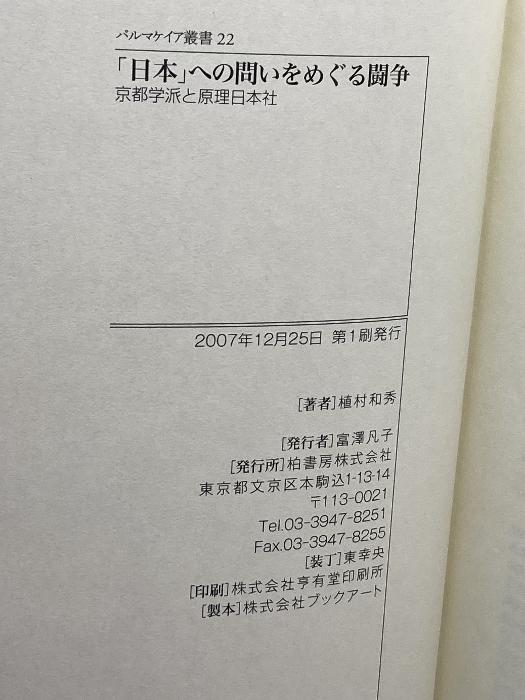 パルマケイア叢書 22
「日本」への問いをめぐる闘争
京都学派と原理日本社
2007年12月25日 第1刷発行
[著者]植村和秀
[発行者]富澤凡子
[発行所]柏書房株式会社
東京都文京区本駒込1-13-14
〒113-0021
Tel.03-3947-8251
Fax.03-3947-8255
[装丁]東幸央
[印刷]株式会社亨有堂印刷所
[製本]株式会社ブックアート